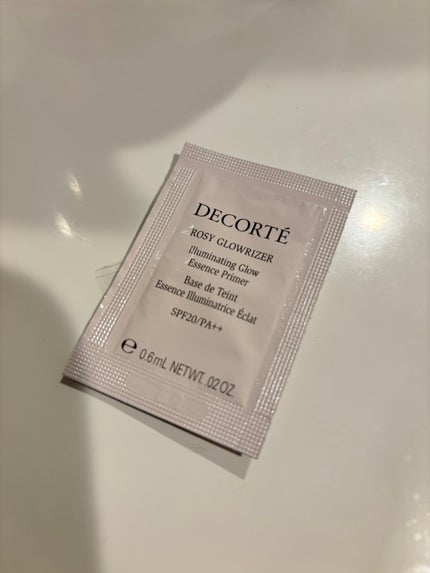 DECORTÉ
ROSY GLOWRIZER
Illuminating Glow
Essence Primer
Base de Teint
Essence Illuminatrice Éclat
SPF20/PA++
℮ 0.6mL NETWT. .02 OZ.